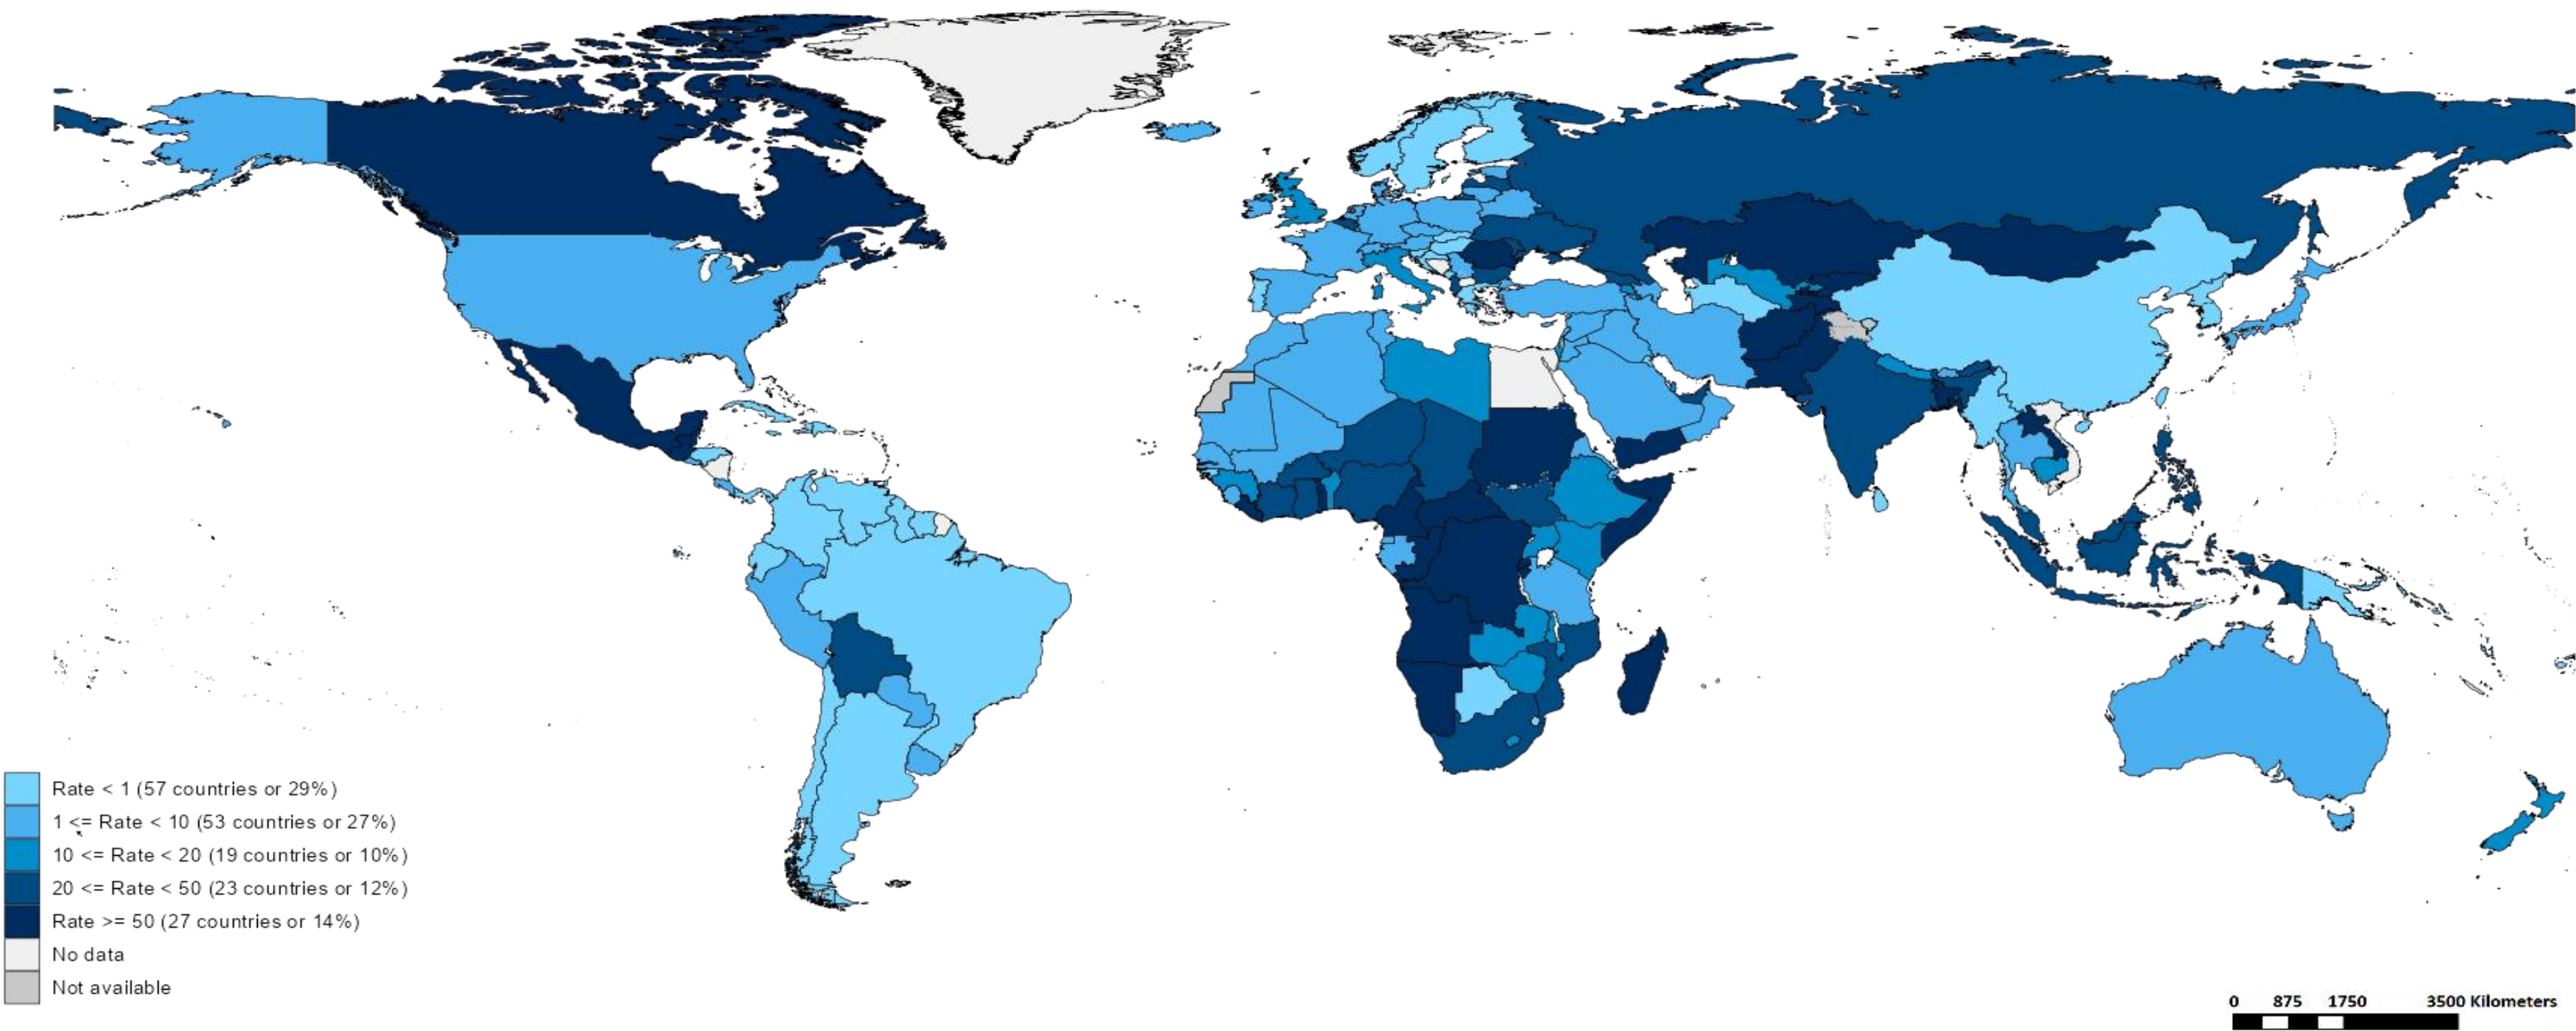 Rate < 1 (57 countries or 29%)
1 <= Rate < 10 (53 countries or 27%)
10 <= Rate < 20 (19 countries or 10%)
20 <= Rate < 50 (23 countries or 12%)
Rate >= 50 (27 countries or 14%)
No data
Not available
0 875 1750 3500 Kilometers